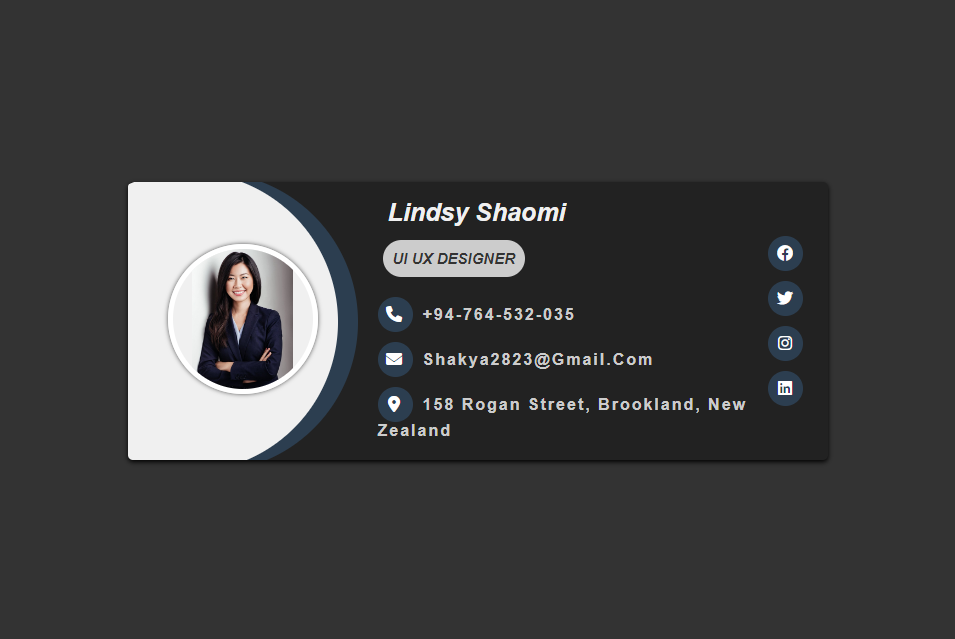 Lindsy Shaomi
UI UX DESIGNER
+94-764-532-035
Shakya2823@Gmail.Com
158 Rogan Street, Brookland, New
Zealand